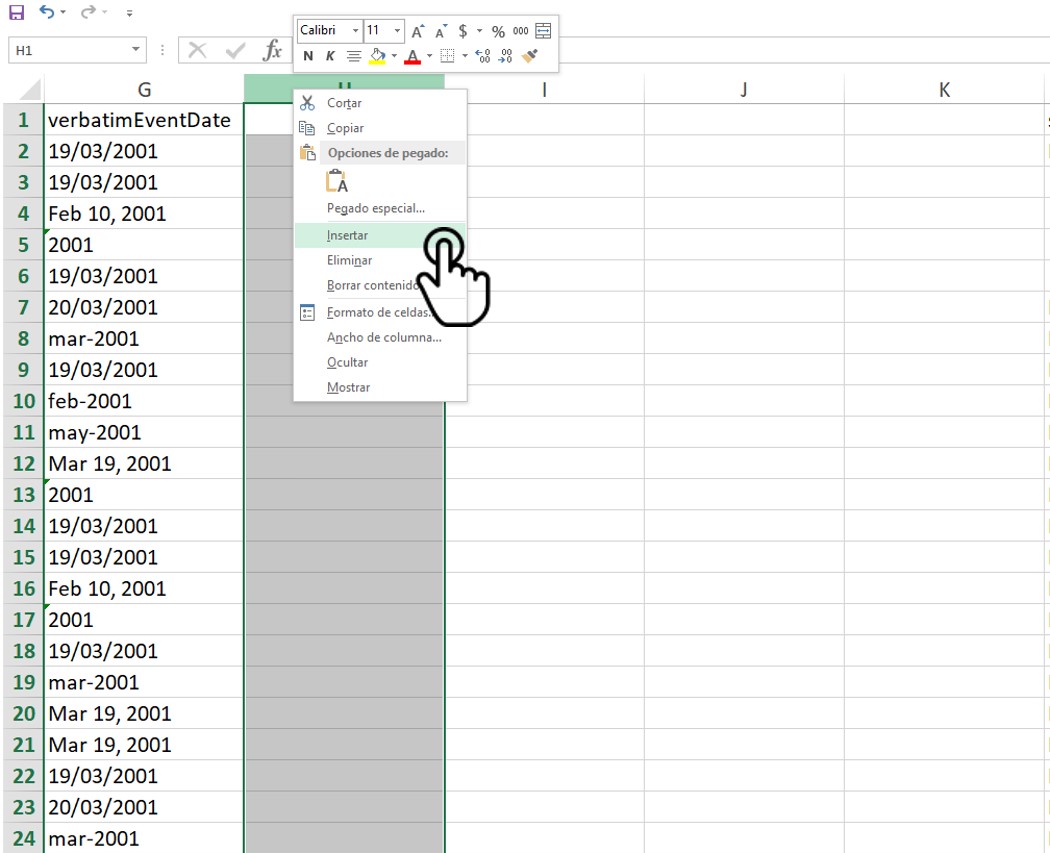 Calibri 11 A A $ % 000
H1 fx N K A 00 00
G H I J K
1 verbatimEventDate
2 19/03/2001
3 19/03/2001
4 Feb 10, 2001
5 2001
6 19/03/2001
7 20/03/2001
8 mar-2001
9 19/03/2001
10 feb-2001
11 may-2001
12 Mar 19, 2001
13 2001
14 19/03/2001
15 19/03/2001
16 Feb 10, 2001
17 2001
18 19/03/2001
19 mar-2001
20 Mar 19, 2001
21 Mar 19, 2001
22 19/03/2001
23 20/03/2001
24 mar-2001
Cortar
Copiar
Opciones de pegado:
A
Pegado especial...
Insertar
Eliminar
Borrar contenido
Formato de celdas...
Ancho de columna...
Ocultar
Mostrar